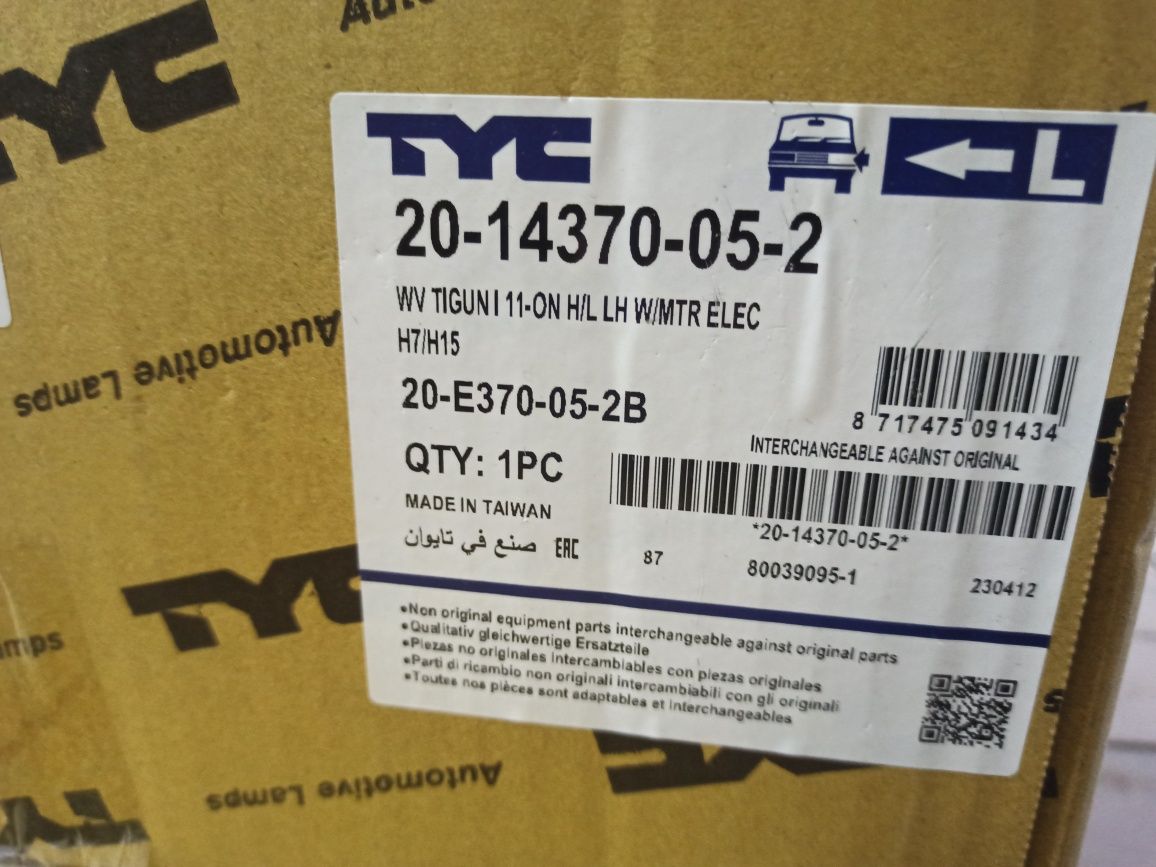 TYC
Auto
TYC
L
20-14370-05-2
WV TIGUN I 11-ON H/L LH W/MTR ELEC
H7/H15
Automotive Lamps
20-E370-05-2B
8 717475 091434
INTERCHANGEABLE AGAINST ORIGINAL
QTY: 1PC
MADE IN TAIWAN
*20-14370-05-2*
صنع في تايوان EAC 87 80039095-1 230412
TYC
•Non original equipment parts interchangeable against original parts
•Qualitativ gleichwertige Ersatzteile
•Piezas no originales intercambiables con piezas originales
•Parti di ricambio non originali intercambiabili con gli originali
•Toutes nos pièces sont adaptables et interchangeables
mps
Automotive Lamps
TYC